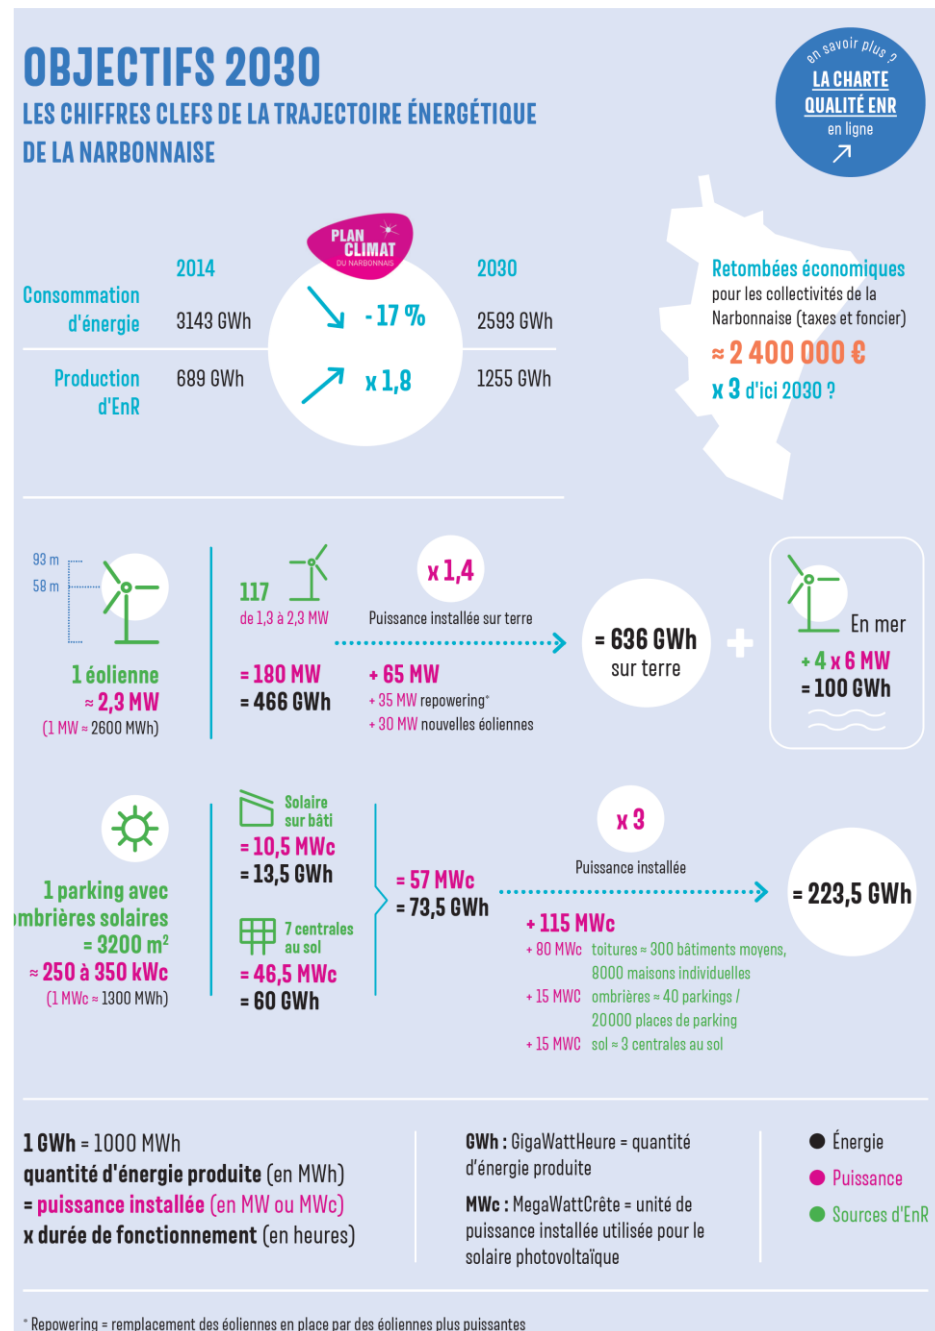 OBJECTIFS 2030
LES CHIFFRES CLEFS DE LA TRAJECTOIRE ÉNERGÉTIQUE
DE LA NARBONNAISE
en savoir plus ?
LA CHARTE
QUALITÉ ENR
en ligne
PLAN
CLIMAT
DU NARBONNAIS
2014
2030
Consommation
d'énergie
3143 GWh
- 17 %
2593 GWh
Production
d'EnR
689 GWh
x 1,8
1255 GWh
Retombées économiques
pour les collectivités de la
Narbonnaise (taxes et foncier)
≈ 2 400 000 €
x 3 d'ici 2030 ?
93 m
58 m
1 éolienne
≈ 2,3 MW
(1 MW ≈ 2600 MWh)
117
de 1,3 à 2,3 MW
= 180 MW
= 466 GWh
x 1,4
Puissance installée sur terre
+ 65 MW
+ 35 MW repowering*
+ 30 MW nouvelles éoliennes
= 636 GWh
sur terre
+
En mer
+ 4 x 6 MW
= 100 GWh
1 parking avec
ombrières solaires
= 3200 m²
≈ 250 à 350 kWc
(1 MWc ≈ 1300 MWh)
Solaire
sur bâti
= 10,5 MWc
= 13,5 GWh
7 centrales
au sol
= 46,5 MWc
= 60 GWh
= 57 MWc
= 73,5 GWh
x 3
Puissance installée
+ 115 MWc
+ 80 MWc toitures ≈ 300 bâtiments moyens,
8000 maisons individuelles
+ 15 MWC ombrières ≈ 40 parkings /
20000 places de parking
+ 15 MWC sol ≈ 3 centrales au sol
= 223,5 GWh
1 GWh = 1000 MWh
quantité d'énergie produite (en MWh)
= puissance installée (en MW ou MWc)
x durée de fonctionnement (en heures)
GWh : GigaWattHeure = quantité
d'énergie produite
MWc : MegaWattCrête = unité de
puissance installée utilisée pour le
solaire photovoltaïque
Énergie
Puissance
Sources d'EnR
* Repowering = remplacement des éoliennes en place par des éoliennes plus puissantes